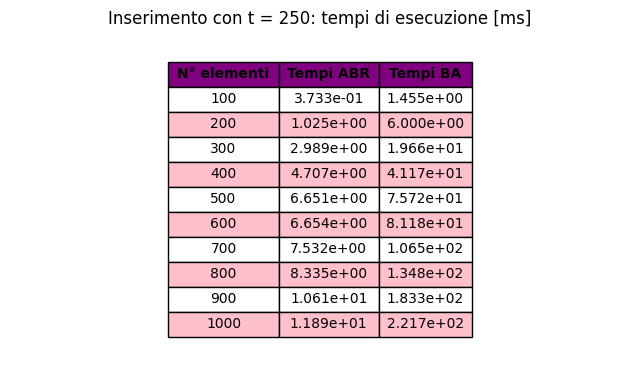 Inserimento con t = 250: tempi di esecuzione [ms]
N° elementi Tempi ABR Tempi BA
100 3.733e-01 1.455e+00
200 1.025e+00 6.000e+00
300 2.989e+00 1.966e+01
400 4.707e+00 4.117e+01
500 6.651e+00 7.572e+01
600 6.654e+00 8.118e+01
700 7.532e+00 1.065e+02
800 8.335e+00 1.348e+02
900 1.061e+01 1.833e+02
1000 1.189e+01 2.217e+02